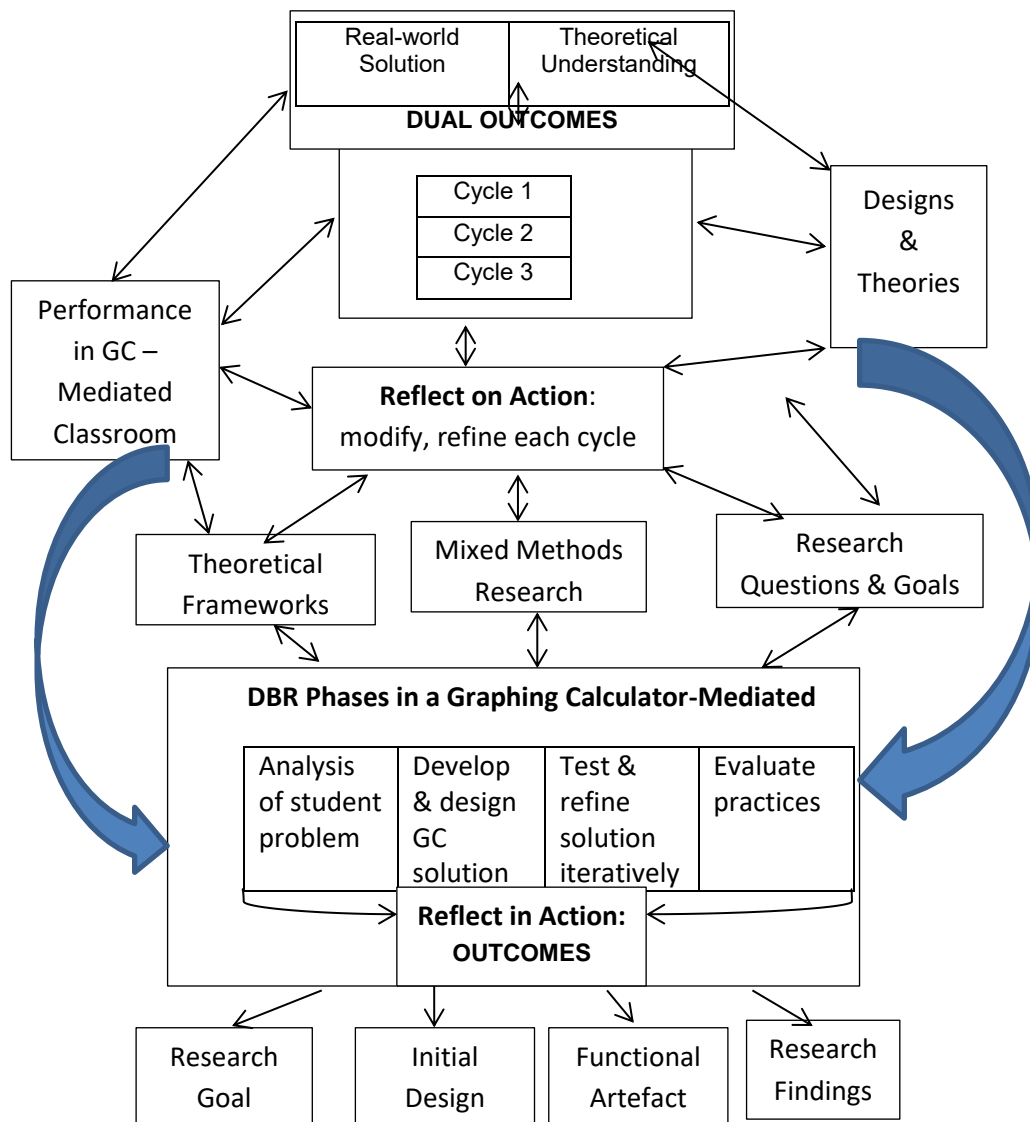 Real-world
Solution
Theoretical
Understanding
DUAL OUTCOMES
Cycle 1
Cycle 2
Cycle 3
Designs
&
Theories
Performance
in GC –
Mediated
Classroom
Reflect on Action:
modify, refine each cycle
Theoretical
Frameworks
Mixed Methods
Research
Research
Questions & Goals
DBR Phases in a Graphing Calculator-Mediated
Analysis
of student
problem
Develop
& design
GC
solution
Test &
refine
solution
iteratively
Evaluate
practices
Reflect in Action:
OUTCOMES
Research
Goal
Initial
Design
Functional
Artefact
Research
Findings